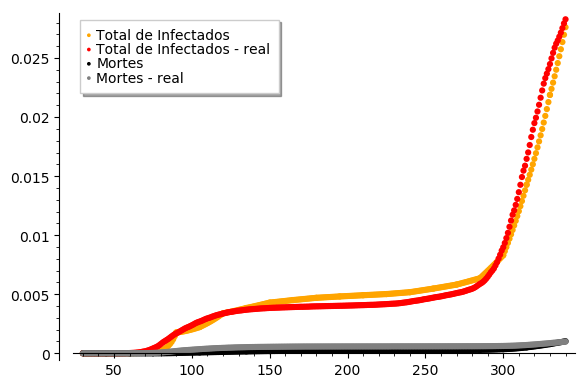 Total de Infectados
Total de Infectados - real
Mortes
Mortes - real
0.025
0.02
0.015
0.01
0.005
0
50 100 150 200 250 300